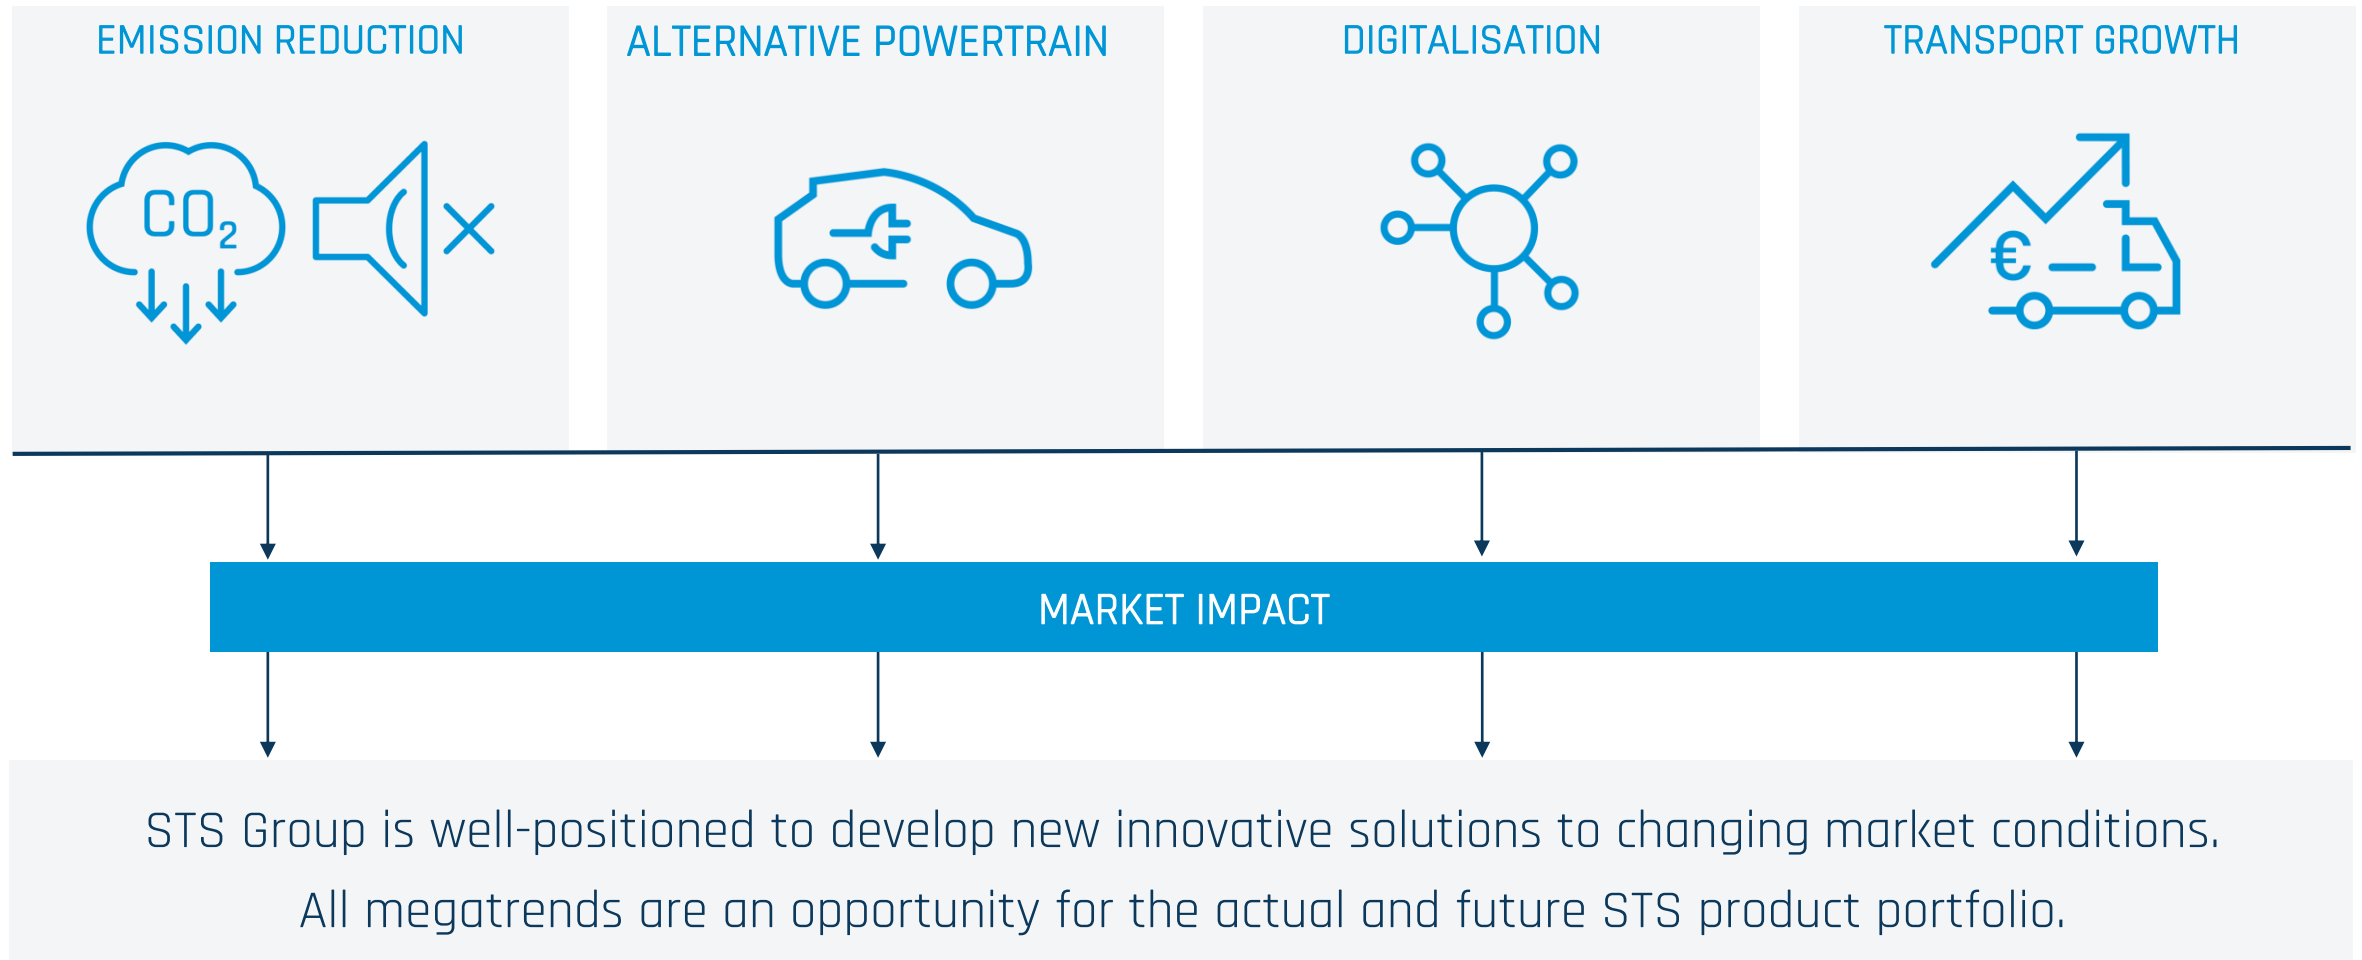 EMISSION REDUCTION
ALTERNATIVE POWERTRAIN
DIGITALISATION
TRANSPORT GROWTH
CO₂
€
MARKET IMPACT
STS Group is well-positioned to develop new innovative solutions to changing market conditions.
All megatrends are an opportunity for the actual and future STS product portfolio.